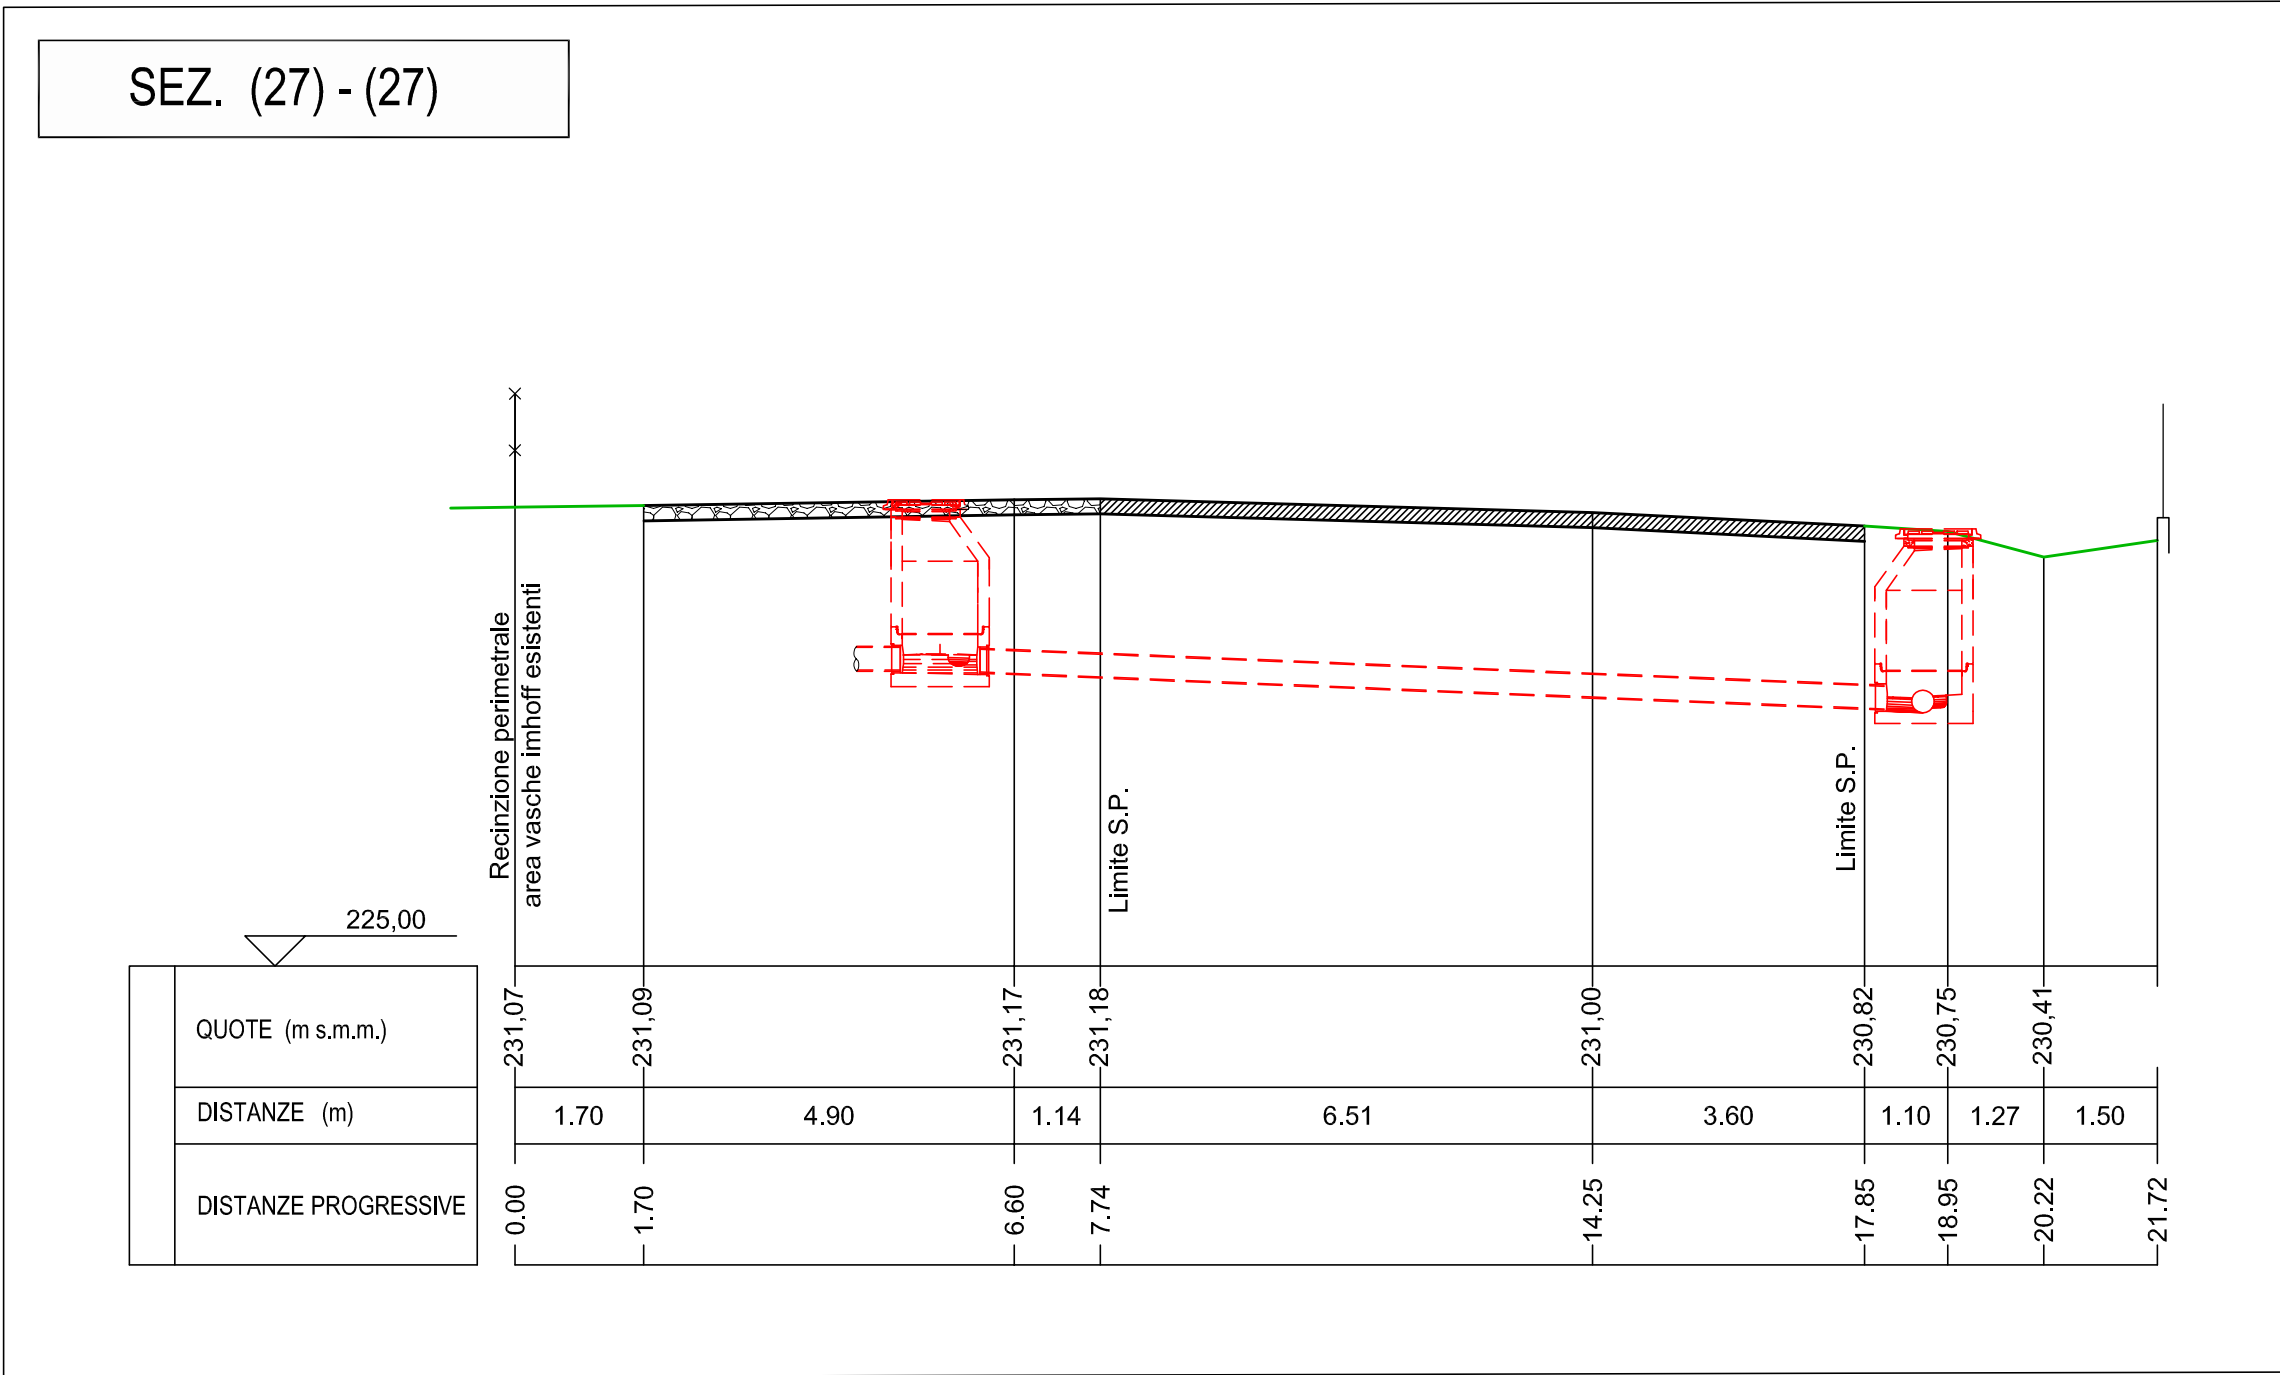 SEZ. (27) - (27)
Recinzione perimetrale
area vasche imhoff esistenti
Limite S.P.
Limite S.P.
225,00
QUOTE (m s.m.m.)
231,07 231,09 231,17 231,18 231,00 230,82 230,75 230,41
DISTANZE (m)
1.70 4.90 1.14 6.51 3.60 1.10 1.27 1.50
DISTANZE PROGRESSIVE
0.00 1.70 6.60 7.74 14.25 17.85 18.95 20.22 21.72